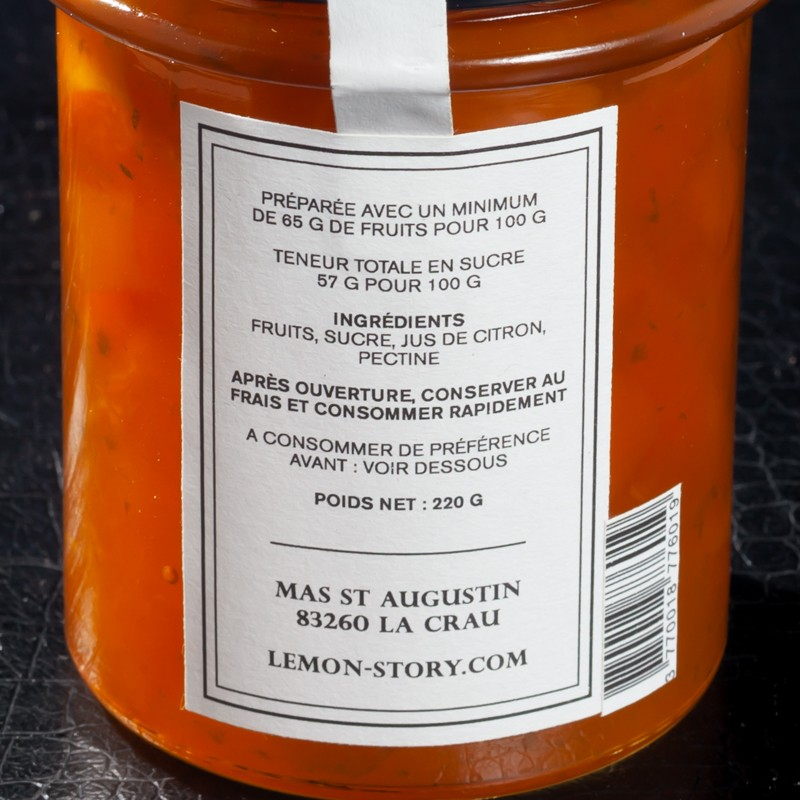 PRÉPARÉE AVEC UN MINIMUM
DE 65 G DE FRUITS POUR 100 G
TENEUR TOTALE EN SUCRE
57 G POUR 100 G
INGRÉDIENTS
FRUITS, SUCRE, JUS DE CITRON,
PECTINE
APRÈS OUVERTURE, CONSERVER AU
FRAIS ET CONSOMMER RAPIDEMENT
A CONSOMMER DE PRÉFÉRENCE
AVANT : VOIR DESSOUS
POIDS NET : 220 G
MAS ST AUGUSTIN
83260 LA CRAU
LEMON-STORY.COM
3 770018 776019